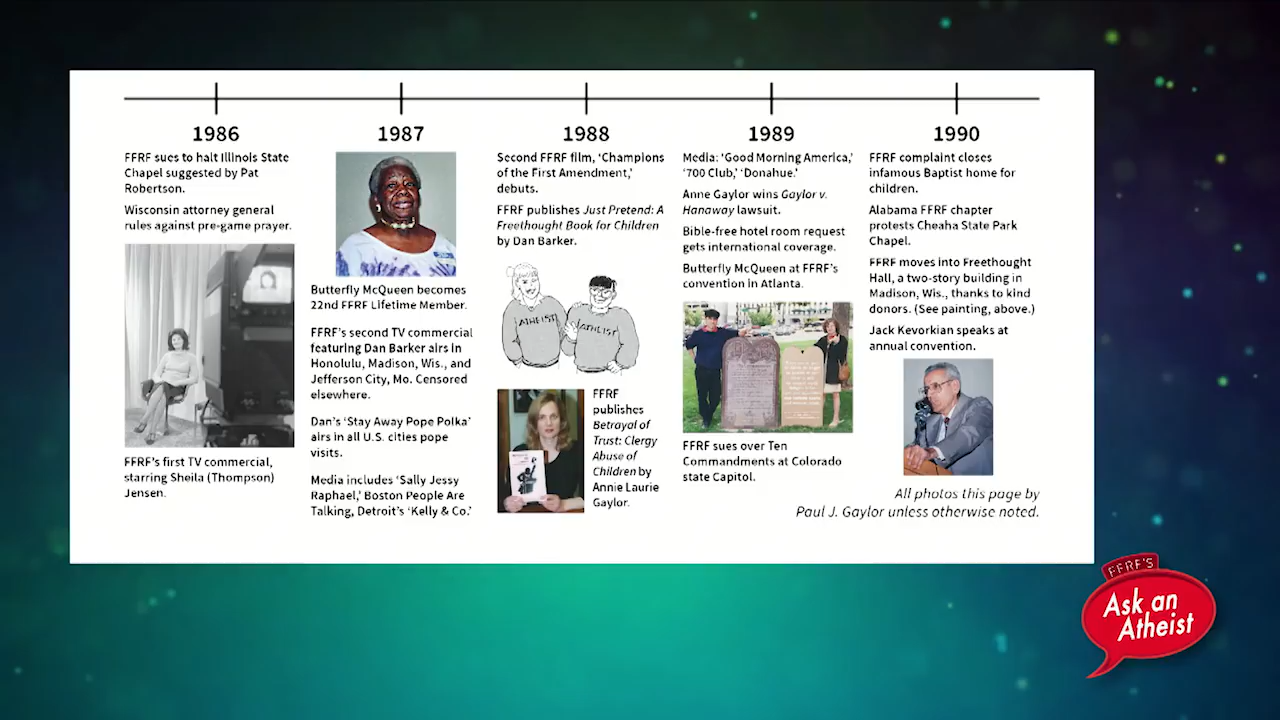 1986
FFRF sues to halt Illinois State
Chapel suggested by Pat
Robertson.
Wisconsin attorney general
rules against pre-game prayer.
FFRF's first TV commercial,
starring Sheila (Thompson)
Jensen.
1987
Butterfly McQueen becomes
22nd FFRF Lifetime Member.
FFRF's second TV commercial
featuring Dan Barker airs in
Honolulu, Madison, Wis., and
Jefferson City, Mo. Censored
elsewhere.
Dan's 'Stay Away Pope Polka'
airs in all U.S. cities pope
visits.
Media includes 'Sally Jessy
Raphael,' Boston People Are
Talking, Detroit's 'Kelly & Co.'
1988
Second FFRF film, 'Champions
of the First Amendment,'
debuts.
FFRF publishes Just Pretend: A
Freethought Book for Children
by Dan Barker.
ATHEIST
ATHEIST
FFRF
publishes
Betrayal of
Trust: Clergy
Abuse of
Children by
Annie Laurie
Gaylor.
1989
Media: 'Good Morning America,'
'700 Club,' 'Donahue.'
Anne Gaylor wins Gaylor v.
Hanaway lawsuit.
Bible-free hotel room request
gets international coverage.
Butterfly McQueen at FFRF's
convention in Atlanta.
FFRF sues over Ten
Commandments at Colorado
state Capitol.
1990
FFRF complaint closes
infamous Baptist home for
children.
Alabama FFRF chapter
protests Cheaha State Park
Chapel.
FFRF moves into Freethought
Hall, a two-story building in
Madison, Wis., thanks to kind
donors. (See painting, above.)
Jack Kevorkian speaks at
annual convention.
All photos this page by
Paul J. Gaylor unless otherwise noted.
FFRF'S
Ask an
Atheist